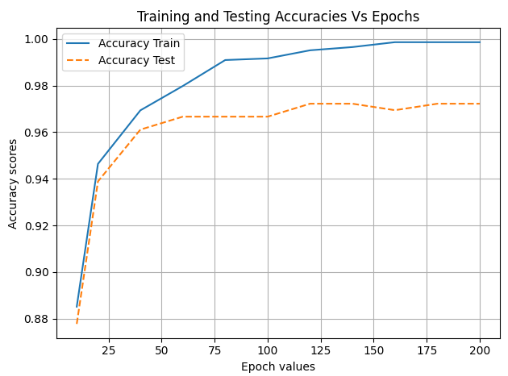 Training and Testing Accuracies Vs Epochs
Accuracy Train
Accuracy Test
Accuracy scores
1.00
0.98
0.96
0.94
0.92
0.90
0.88
25 50 75 100 125 150 175 200
Epoch values